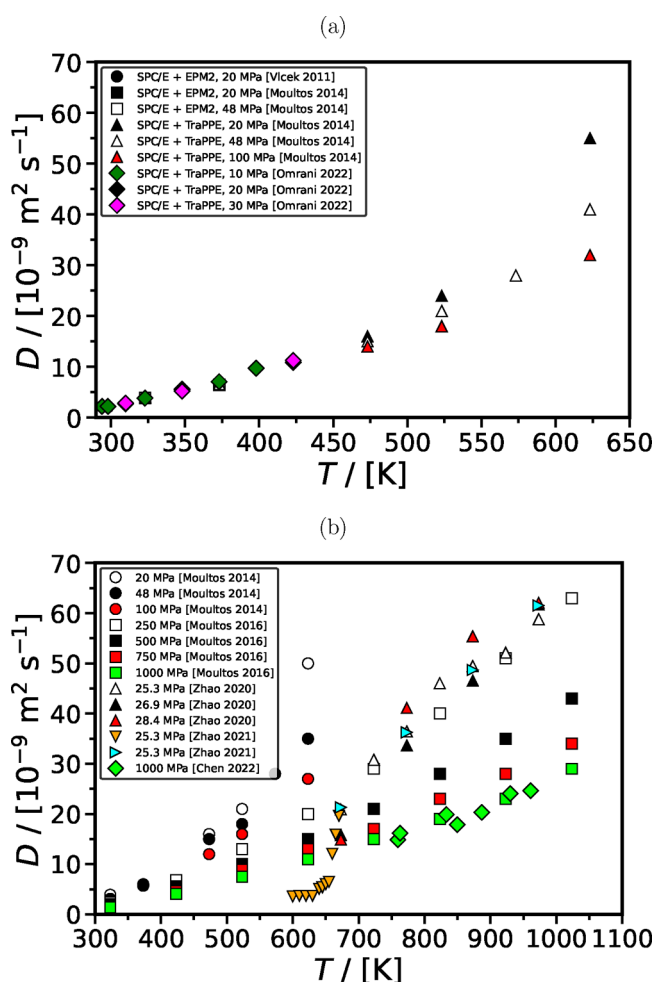 (a)
70
60
50
40
30
20
10
0
D / [10⁻⁹ m² s⁻¹]
SPC/E + EPM2, 20 MPa [Vlcek 2011]
SPC/E + EPM2, 20 MPa [Moultos 2014]
SPC/E + EPM2, 48 MPa [Moultos 2014]
SPC/E + TraPPE, 20 MPa [Moultos 2014]
SPC/E + TraPPE, 48 MPa [Moultos 2014]
SPC/E + TraPPE, 100 MPa [Moultos 2014]
SPC/E + TraPPE, 10 MPa [Omrani 2022]
SPC/E + TraPPE, 20 MPa [Omrani 2022]
SPC/E + TraPPE, 30 MPa [Omrani 2022]
300 350 400 450 500 550 600 650
T / [K]
(b)
70
60
50
40
30
20
10
0
D / [10⁻⁹ m² s⁻¹]
20 MPa [Moultos 2014]
48 MPa [Moultos 2014]
100 MPa [Moultos 2014]
250 MPa [Moultos 2016]
500 MPa [Moultos 2016]
750 MPa [Moultos 2016]
1000 MPa [Moultos 2016]
25.3 MPa [Zhao 2020]
26.9 MPa [Zhao 2020]
28.4 MPa [Zhao 2020]
25.3 MPa [Zhao 2021]
25.3 MPa [Zhao 2021]
1000 MPa [Chen 2022]
300 400 500 600 700 800 900 1000 1100
T / [K]